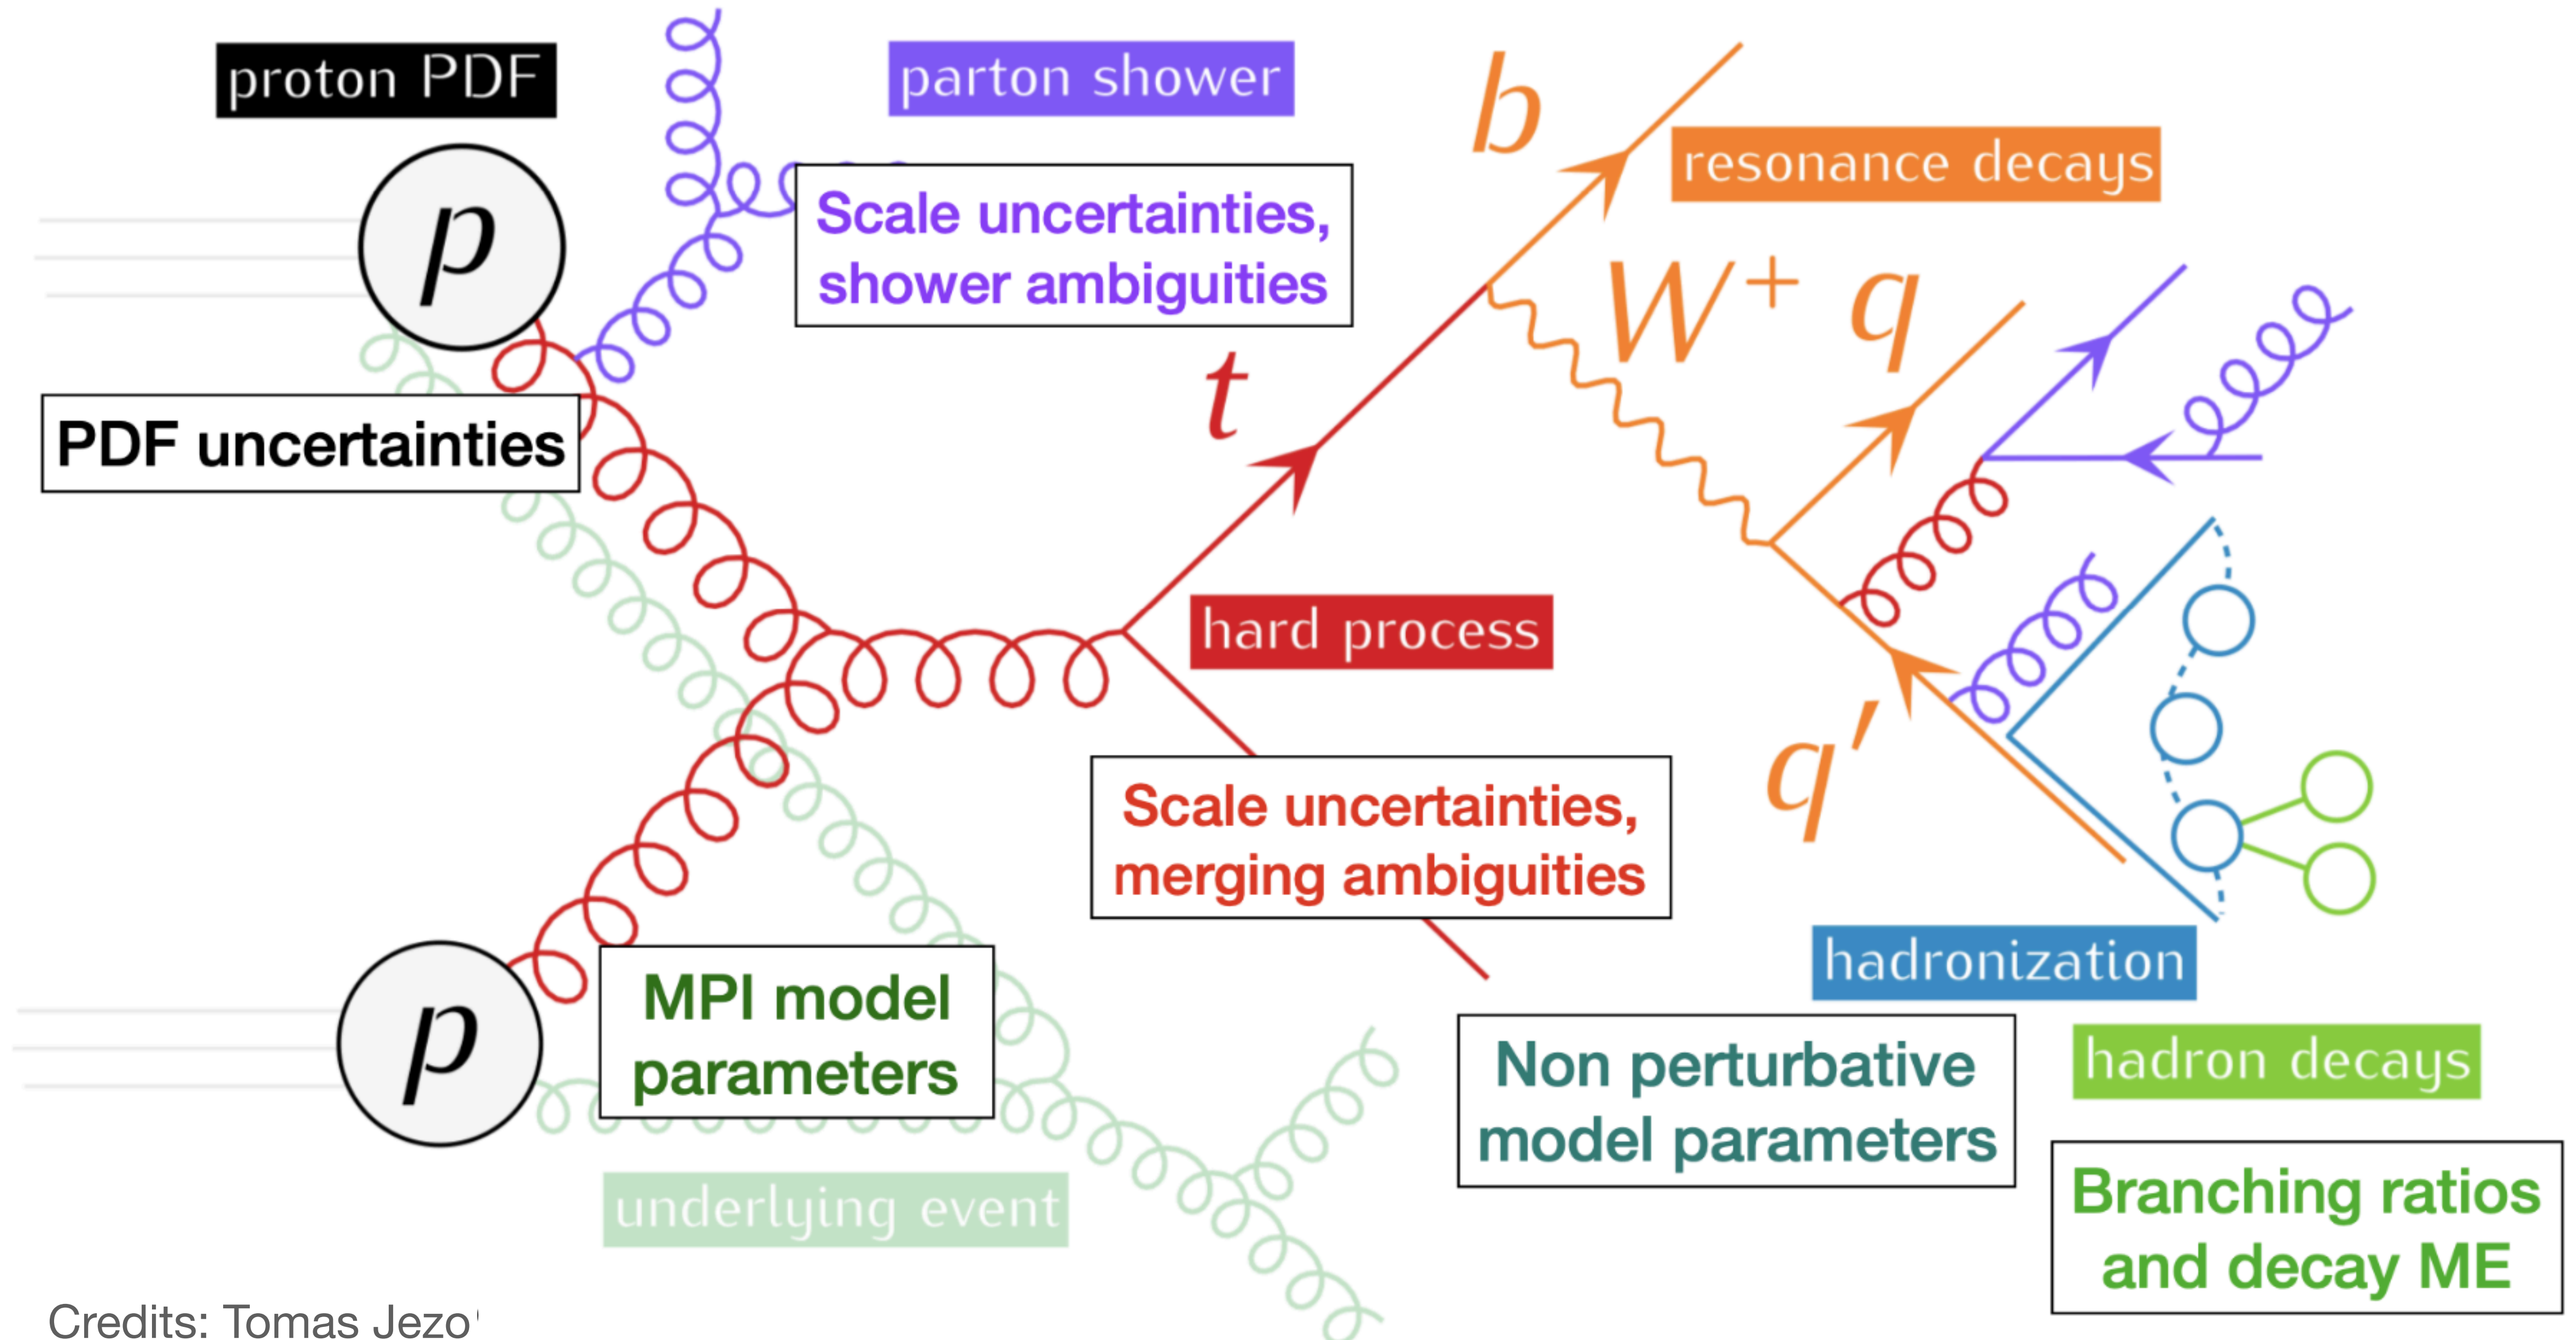 proton PDF
parton shower
b
resonance decays
p
Scale uncertainties,
shower ambiguities
W+ q
t
PDF uncertainties
hard process
q′
Scale uncertainties,
merging ambiguities
p
MPI model
parameters
hadronization
Non perturbative
model parameters
hadron decays
underlying event
Branching ratios
and decay ME
Credits: Tomas Jezo